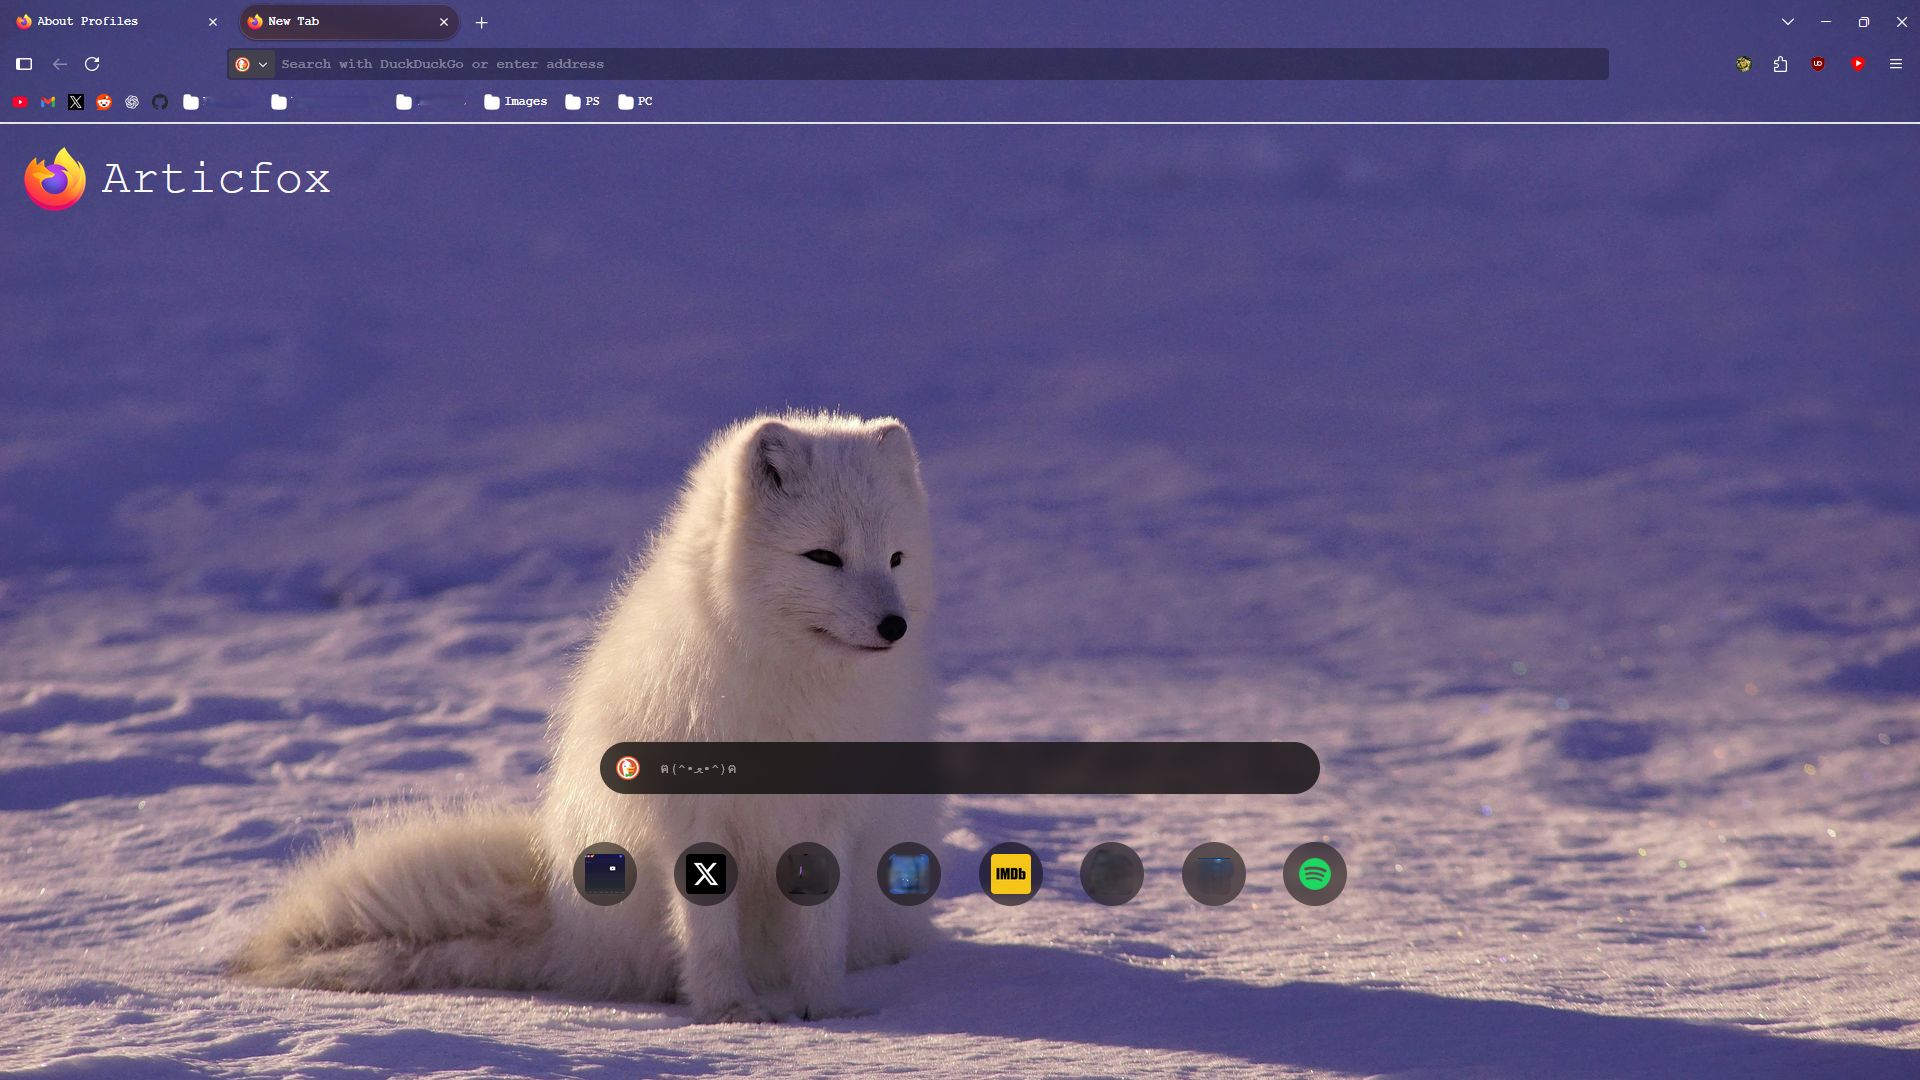 About Profiles
New Tab
Search with DuckDuckGo or enter address
Images
PS
PC
Articfox
ฅ(^•ﻌ•^)ฅ
IMDb